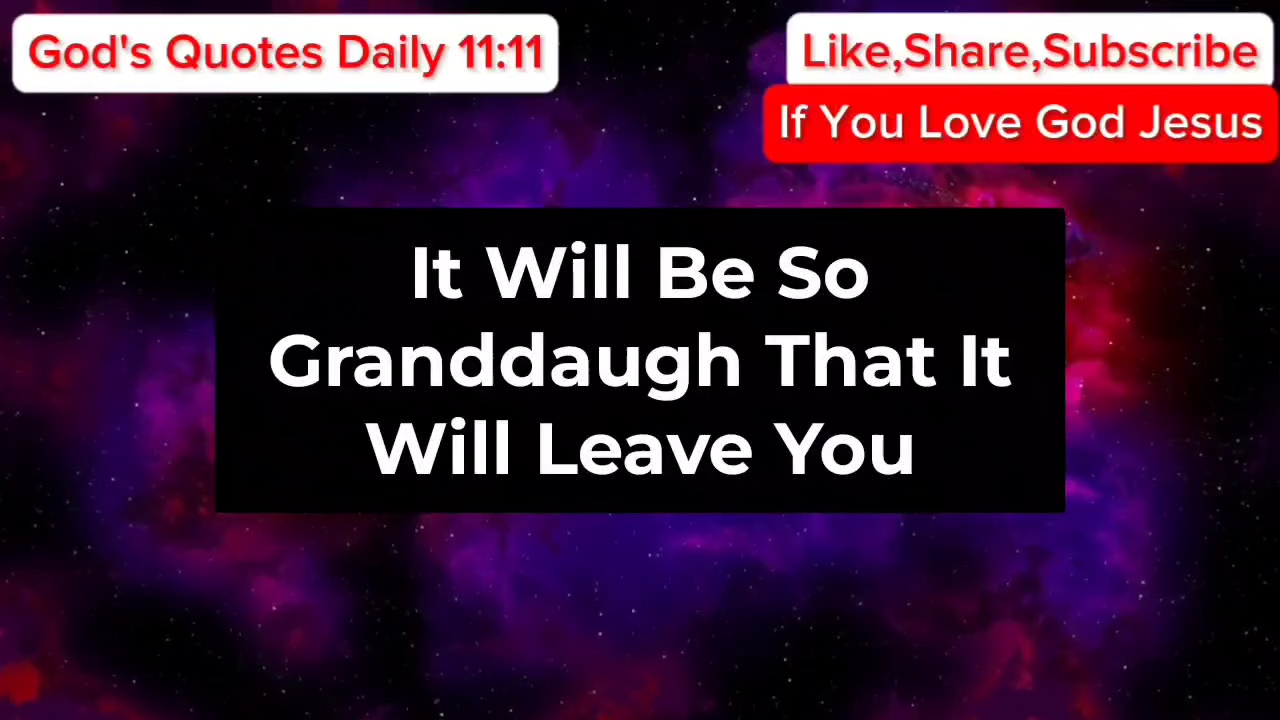 God's Quotes Daily 11:11
Like,Share,Subscribe
If You Love God Jesus
It Will Be So
Granddaugh That It
Will Leave You